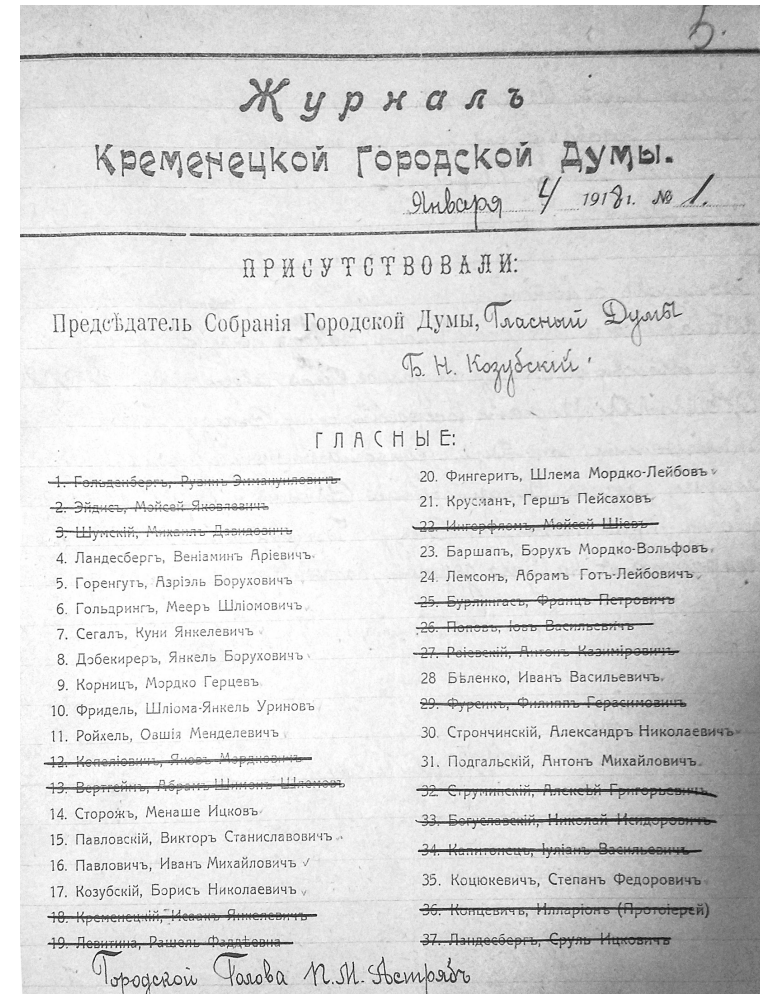 5.
Журналъ
Кременецкой Городской Думы.
Января 4 1918 г. № 1.
ПРИСУТСТВОВАЛИ:
Предсѣдатель Собранія Городской Думы, Гласный Думы
Б. Н. Козубскій.
ГЛАСНЫЕ:
1. Гольденбергъ, Рувинъ Эммануиловичъ
2. Эйдисъ, Мойсей Яковлевичъ
3. Шумскій, Михаилъ Давидовичъ
4. Ландесбергъ, Веніаминъ Аріевичъ
5. Горенгутъ, Азріэль Боруховичъ
6. Гольдрингъ, Мееръ Шліомовичъ
7. Сегалъ, Куни Янкелевичъ
8. Добекиреръ, Янкель Боруховичъ
9. Корницъ, Мордко Герцевъ
10. Фридель, Шліома-Янкель Уриновъ
11. Ройхель, Овшія Менделевичъ
12. Копеліовичъ, Яковъ Мордковичъ
13. Вертгеймъ, Абрамъ Шимонъ Шлемовъ
14. Сторожъ, Менаше Ицковъ
15. Павловскій, Викторъ Станиславовичъ
16. Павловичъ, Иванъ Михайловичъ
17. Козубскій, Борисъ Николаевичъ
18. Кременецкій, Исаакъ Янкелевичъ
19. Левитина, Рашель Фаддѣевна
20. Фингеритъ, Шлема Мордко-Лейбовъ
21. Крусманъ, Гершъ Пейсаховъ
22. Ингерфломъ, Мойсей Шіевъ
23. Баршапъ, Борухъ Мордко-Вольфовъ
24. Лемсонъ, Абрамъ Готъ-Лейбовичъ
25. Бурлингасъ, Францъ Петровичъ
26. Поповъ, Іовъ Васильевичъ
27. Раіевскій, Антонъ Казиміровичъ
28 Бѣленко, Иванъ Васильевичъ
29. Фурсикъ, Филиппъ Герасимовичъ
30. Стрончинскій, Александръ Николаевичъ
31. Подгальскій, Антонъ Михайловичъ
32. Струминскій, Алексѣй Григорьевичъ
33. Богуславскій, Николай Исидоровичъ
34. Капитонецъ, Іуліанъ Васильевичъ
35. Коцюкевичъ, Степанъ Федоровичъ
36. Концевичъ, Илларіонъ (Протоіерей)
37. Ландесбергъ, Сруль Ицковичъ
Городской Голова П. М. Астрябъ